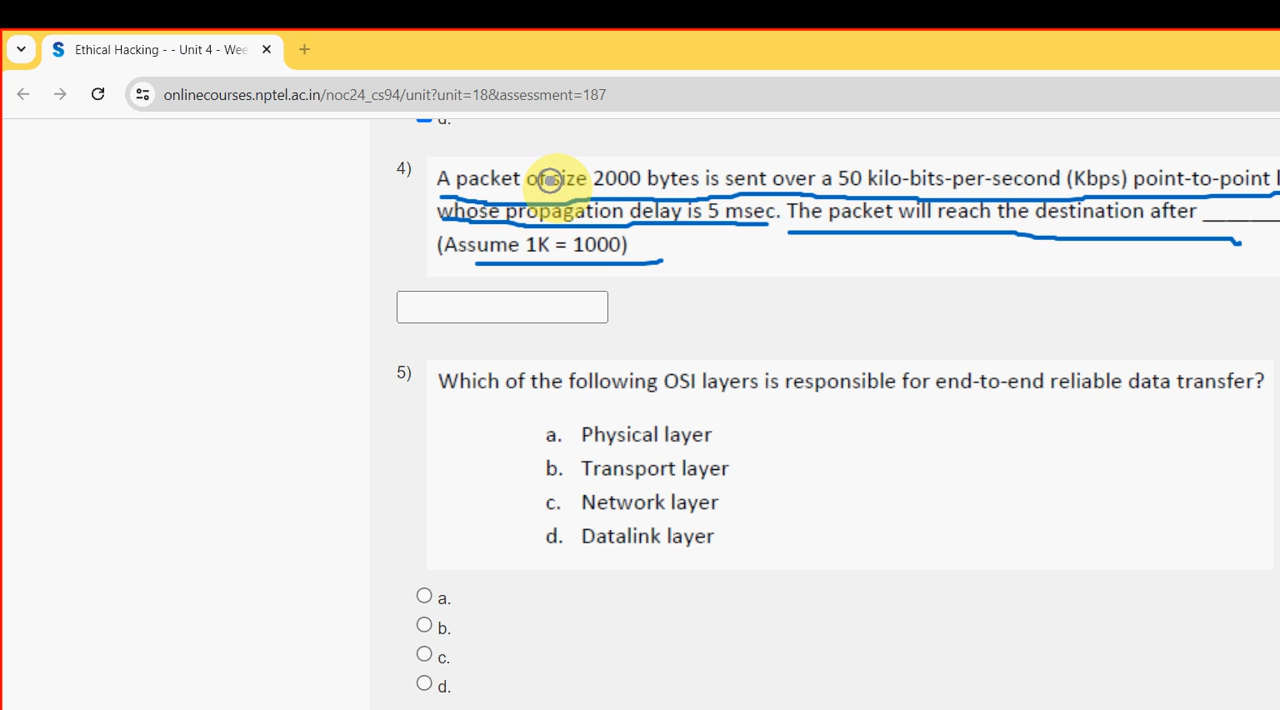 Ethical Hacking - - Unit 4 - Wee
onlinecourses.nptel.ac.in/noc24_cs94/unit?unit=18&assessment=187
d.
4)
A packet of size 2000 bytes is sent over a 50 kilo-bits-per-second (Kbps) point-to-point
whose propagation delay is 5 msec. The packet will reach the destination after ______
(Assume 1K = 1000)
5)
Which of the following OSI layers is responsible for end-to-end reliable data transfer?
a. Physical layer
b. Transport layer
c. Network layer
d. Datalink layer
a.
b.
c.
d.